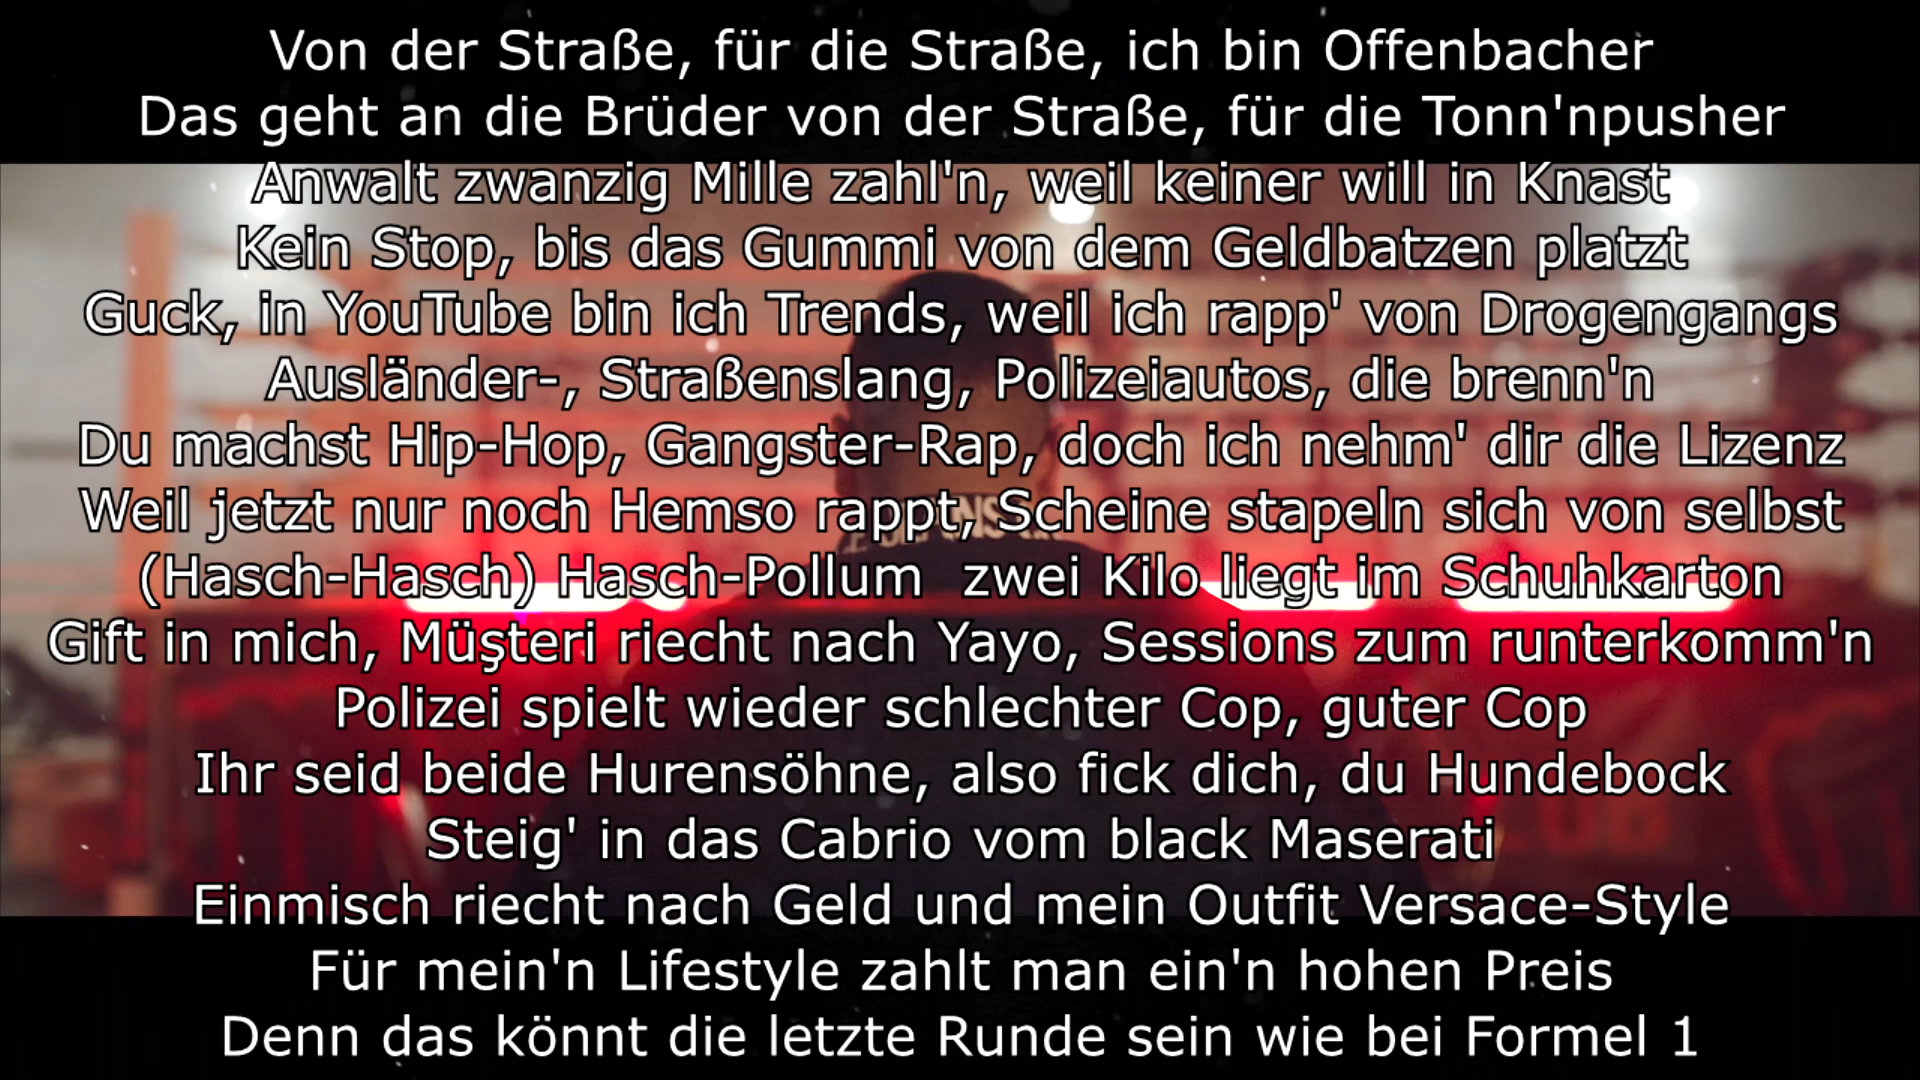 Von der Straße, für die Straße, ich bin Offenbacher
Das geht an die Brüder von der Straße, für die Tonn'npusher
Anwalt zwanzig Mille zahl'n, weil keiner will in Knast
Kein Stop, bis das Gummi von dem Geldbatzen platzt
Guck, in YouTube bin ich Trends, weil ich rapp' von Drogengangs
Ausländer-, Straßenslang, Polizeiautos, die brenn'n
Du machst Hip-Hop, Gangster-Rap, doch ich nehm' dir die Lizenz
Weil jetzt nur noch Hemso rappt, Scheine stapeln sich von selbst
(Hasch-Hasch) Hasch-Pollum  zwei Kilo liegt im Schuhkarton
Gift in mich, Müşteri riecht nach Yayo, Sessions zum runterkomm'n
Polizei spielt wieder schlechter Cop, guter Cop
Ihr seid beide Hurensöhne, also fick dich, du Hundebock
Steig' in das Cabrio vom black Maserati
Einmisch riecht nach Geld und mein Outfit Versace-Style
Für mein'n Lifestyle zahlt man ein'n hohen Preis
Denn das könnt die letzte Runde sein wie bei Formel 1